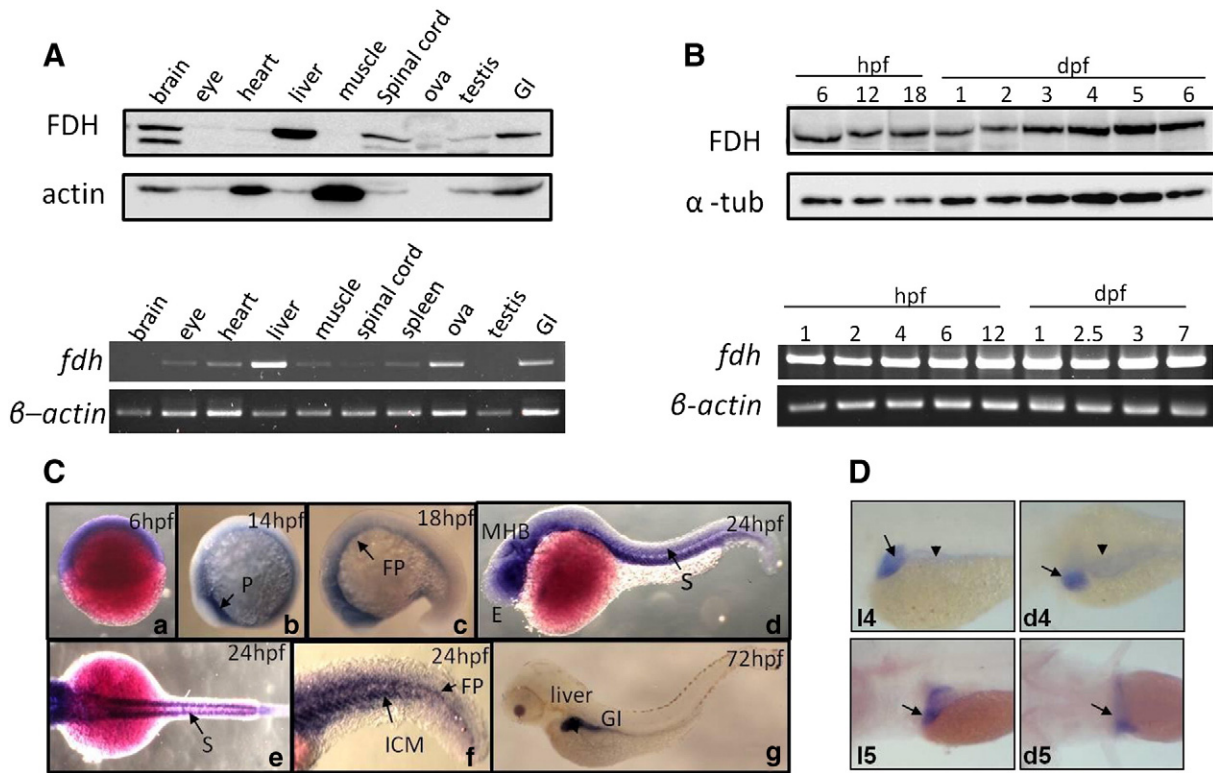 A
brain eye heart liver muscle Spinal cord ova testis GI
FDH
actin
brain eye heart liver muscle spinal cord spleen ova testis GI
fdh
β–actin
B
hpf dpf
6 12 18 1 2 3 4 5 6
FDH
α -tub
hpf dpf
1 2 4 6 12 1 2.5 3 7
fdh
β-actin
C
6hpf
a
14hpf
P
b
18hpf
FP
c
24hpf
MHB
S
E
d
24hpf
S
e
24hpf
FP
ICM
f
72hpf
liver
GI
g
D
l4
d4
l5
d5